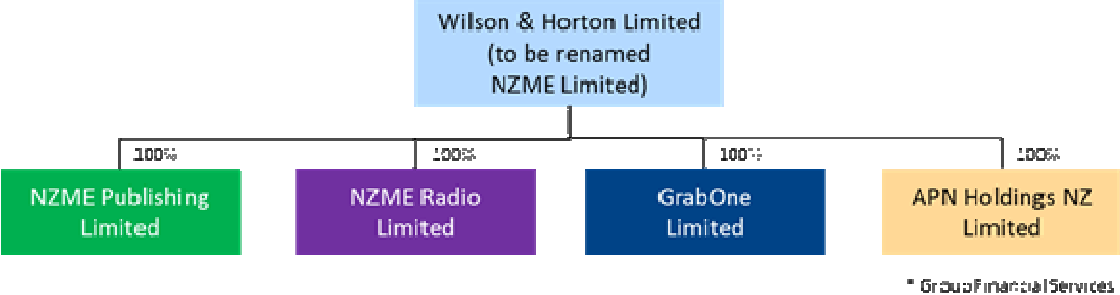 Wilson & Horton Limited
(to be renamed
NZME Limited)
100%
100%
100%
100%
NZME Publishing
Limited
NZME Radio
Limited
GrabOne
Limited
APN Holdings NZ
Limited
* Group Financial Services